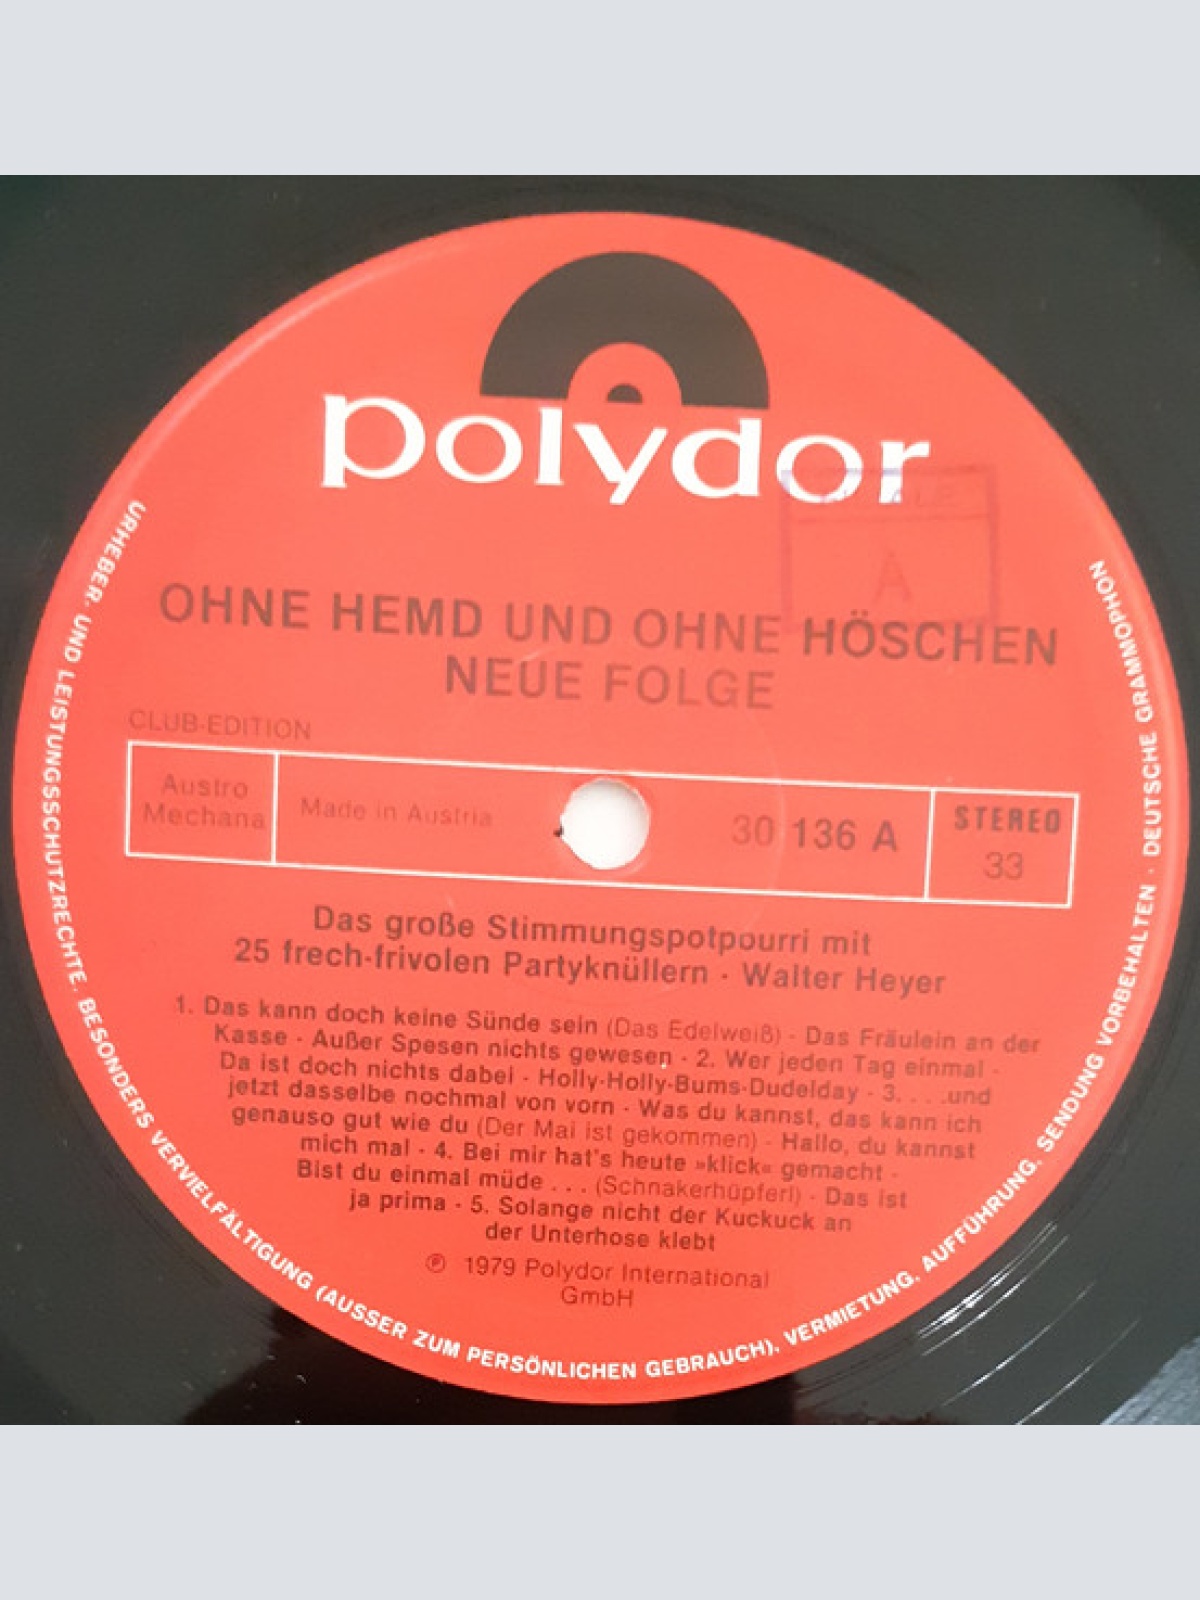 polydor
A
OHNE HEMD UND OHNE HÖSCHEN
NEUE FOLGE
CLUB-EDITION
Austro
Mechana
Made in Austria
30 136 A
STEREO
33
Das große Stimmungspotpourri mit
25 frech-frivolen Partyknüllern · Walter Heyer
1. Das kann doch keine Sünde sein (Das Edelweiß) · Das Fräulein an der
Kasse · Außer Spesen nichts gewesen · 2. Wer jeden Tag einmal ·
Da ist doch nichts dabei · Holly-Holly-Bums-Dudelday · 3. . . .und
jetzt dasselbe nochmal von vorn · Was du kannst, das kann ich
genauso gut wie du (Der Mai ist gekommen) · Hallo, du kannst
mich mal · 4. Bei mir hat's heute »klick« gemacht ·
Bist du einmal müde . . . (Schnakerhüpferl) · Das ist
ja prima · 5. Solange nicht der Kuckuck an
der Unterhose klebt
℗ 1979 Polydor International
GmbH
URHEBER- UND LEISTUNGSSCHUTZRECHTE, BESONDERS VERVIELFÄLTIGUNG (AUSSER ZUM PERSÖNLICHEN GEBRAUCH), VERMIETUNG, AUFFÜHRUNG, SENDUNG VORBEHALTEN · DEUTSCHE GRAMMOPHON